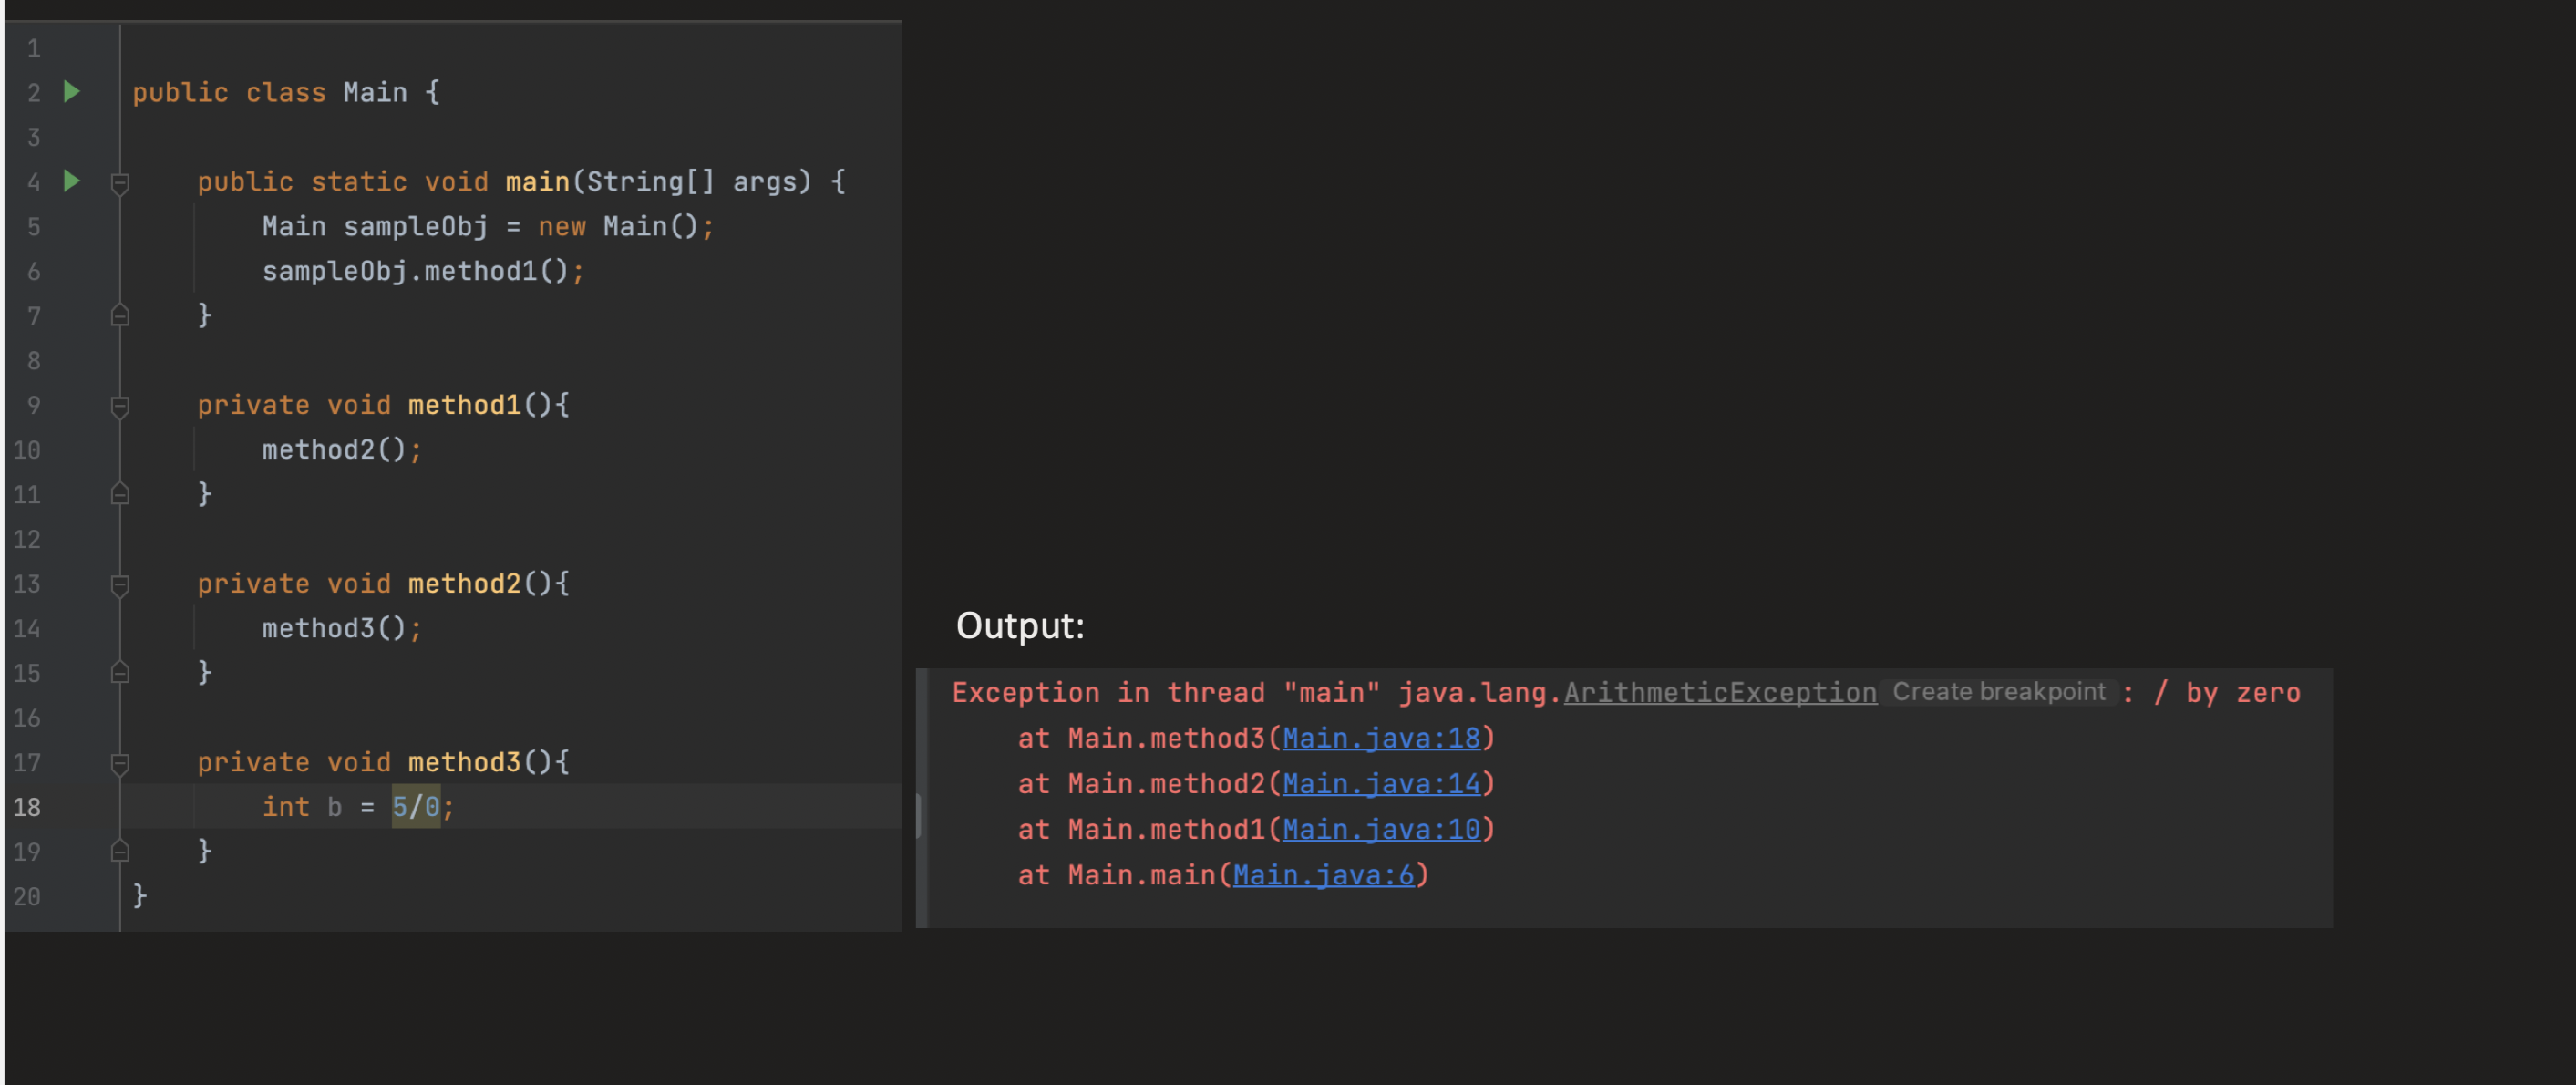 1
2 public class Main {
3
4     public static void main(String[] args) {
5         Main sampleObj = new Main();
6         sampleObj.method1();
7     }
8
9     private void method1(){
10         method2();
11     }
12
13     private void method2(){
14         method3();
15     }
16
17     private void method3(){
18         int b = 5/0;
19     }
20 }
Output:
Exception in thread "main" java.lang.ArithmeticException Create breakpoint : / by zero
    at Main.method3(Main.java:18)
    at Main.method2(Main.java:14)
    at Main.method1(Main.java:10)
    at Main.main(Main.java:6)